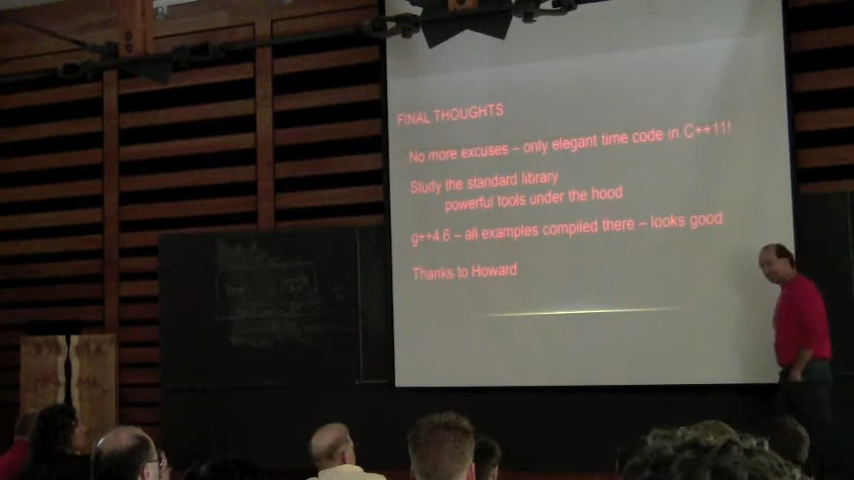 FINAL THOUGHTS
No more excuses – only elegant time code in C++11!
Study the standard library
powerful tools under the hood
g++4.6 – all examples compiled there – looks good
Thanks to Howard